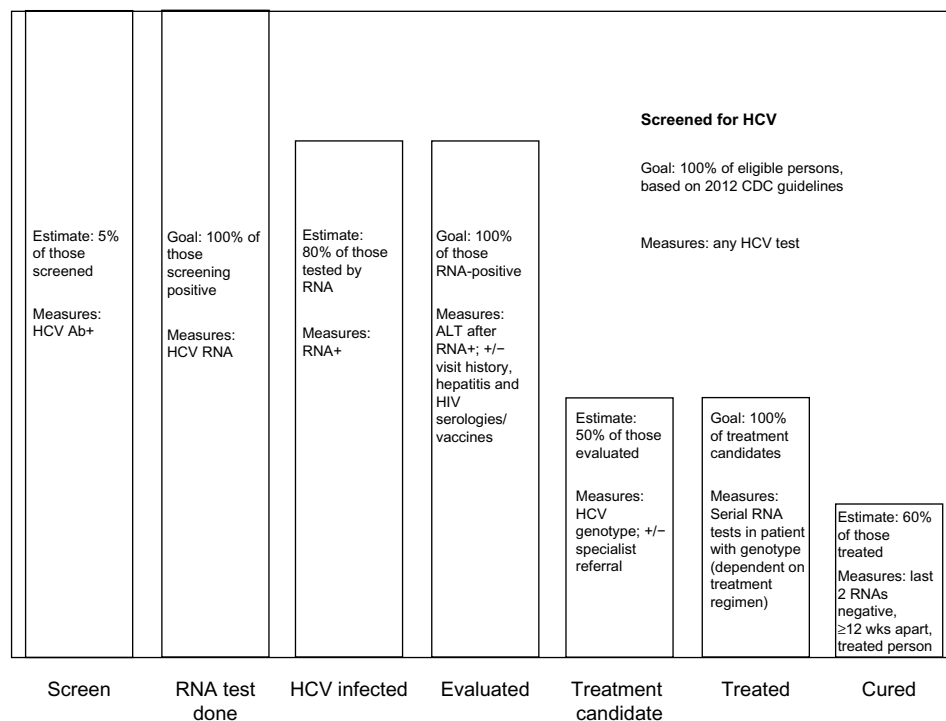 Screened for HCV
Goal: 100% of eligible persons,
based on 2012 CDC guidelines
Measures: any HCV test
Estimate: 5%
of those
screened
Measures:
HCV Ab+
Goal: 100% of
those
screening
positive
Measures:
HCV RNA
Estimate:
80% of those
tested by
RNA
Measures:
RNA+
Goal: 100%
of those
RNA-positive
Measures:
ALT after
RNA+; +/−
visit history,
hepatitis and
HIV
serologies/
vaccines
Estimate:
50% of those
evaluated
Measures:
HCV
genotype; +/−
specialist
referral
Goal: 100%
of treatment
candidates
Measures:
Serial RNA
tests in patient
with genotype
(dependent on
treatment
regimen)
Estimate: 60%
of those
treated
Measures: last
2 RNAs
negative,
≥12 wks apart,
treated person
Screen
RNA test
done
HCV infected
Evaluated
Treatment
candidate
Treated
Cured